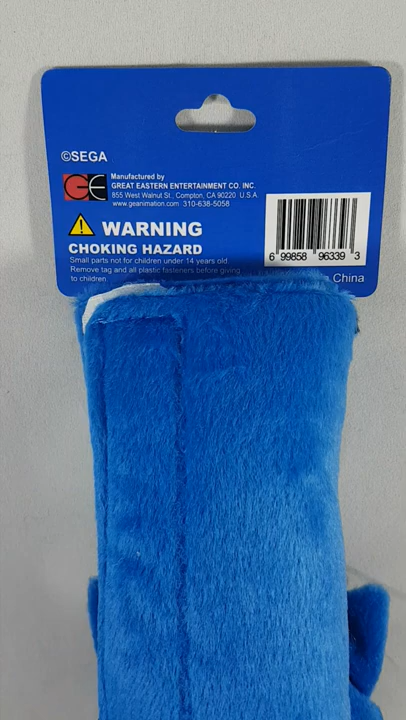 ©SEGA
GE
Manufactured by
GREAT EASTERN ENTERTAINMENT CO. INC.
855 West Walnut St., Compton, CA 90220 U.S.A.
www.geanimation.com 310-638-5058
WARNING
CHOKING HAZARD
Small parts not for children under 14 years old.
Remove tag and all plastic fasteners before giving
to children.
6 99858 96339 3
China